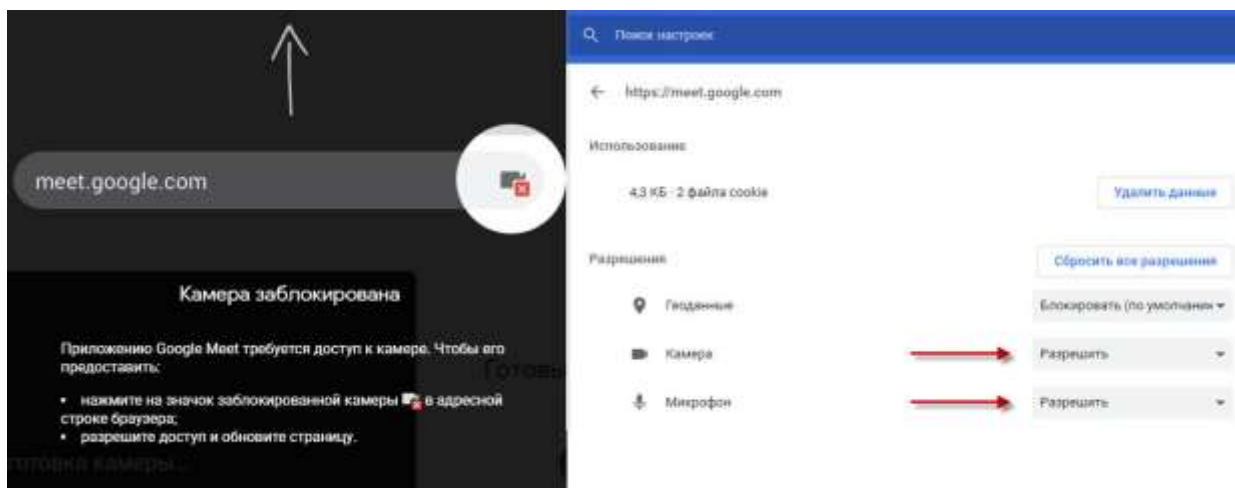 meet.google.com
Камера заблокирована
Приложению Google Meet требуется доступ к камере. Чтобы его
предоставить:
• нажмите на значок заблокированной камеры в адресной
строке браузера;
• разрешите доступ и обновите страницу.
Готовы
готовка камеры...
Поиск настроек
https://meet.google.com
Использование
4,3 КБ · 2 файла cookie
Удалить данные
Разрешения
Сбросить все разрешения
Геоданные
Блокировать (по умолчанию
Камера
Разрешить
Микрофон
Разрешить